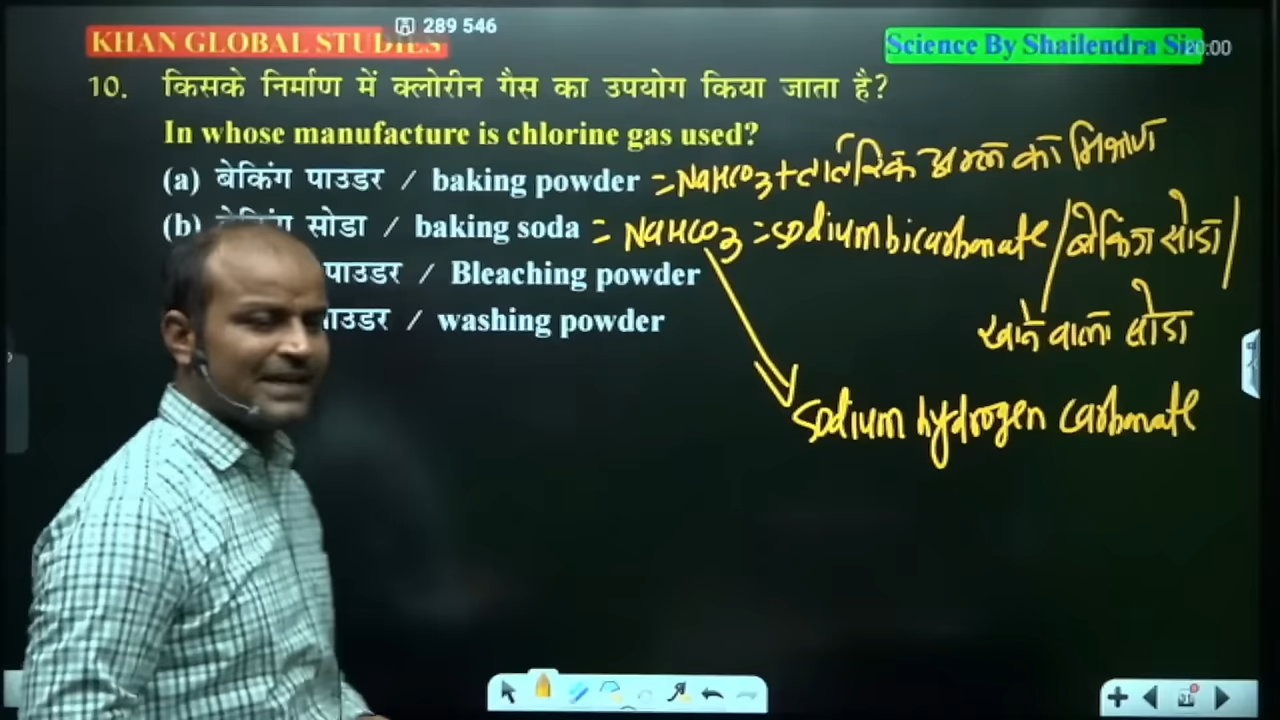 289 546
KHAN GLOBAL STUDIES
Science By Shailendra Si
:00
10. किसके निर्माण में क्लोरीन गैस का उपयोग किया जाता है?
In whose manufacture is chlorine gas used?
(a) बेकिंग पाउडर / baking powder = NaHCO3 + टार्टरिक अम्ल का मिश्रण
(b) सोडा / baking soda = NaHCO3 = sodium bicarbonate / बेकिंग सोडा /
खाने वाला सोडा
पाउडर / Bleaching powder
पाउडर / washing powder
sodium hydrogen carbonate